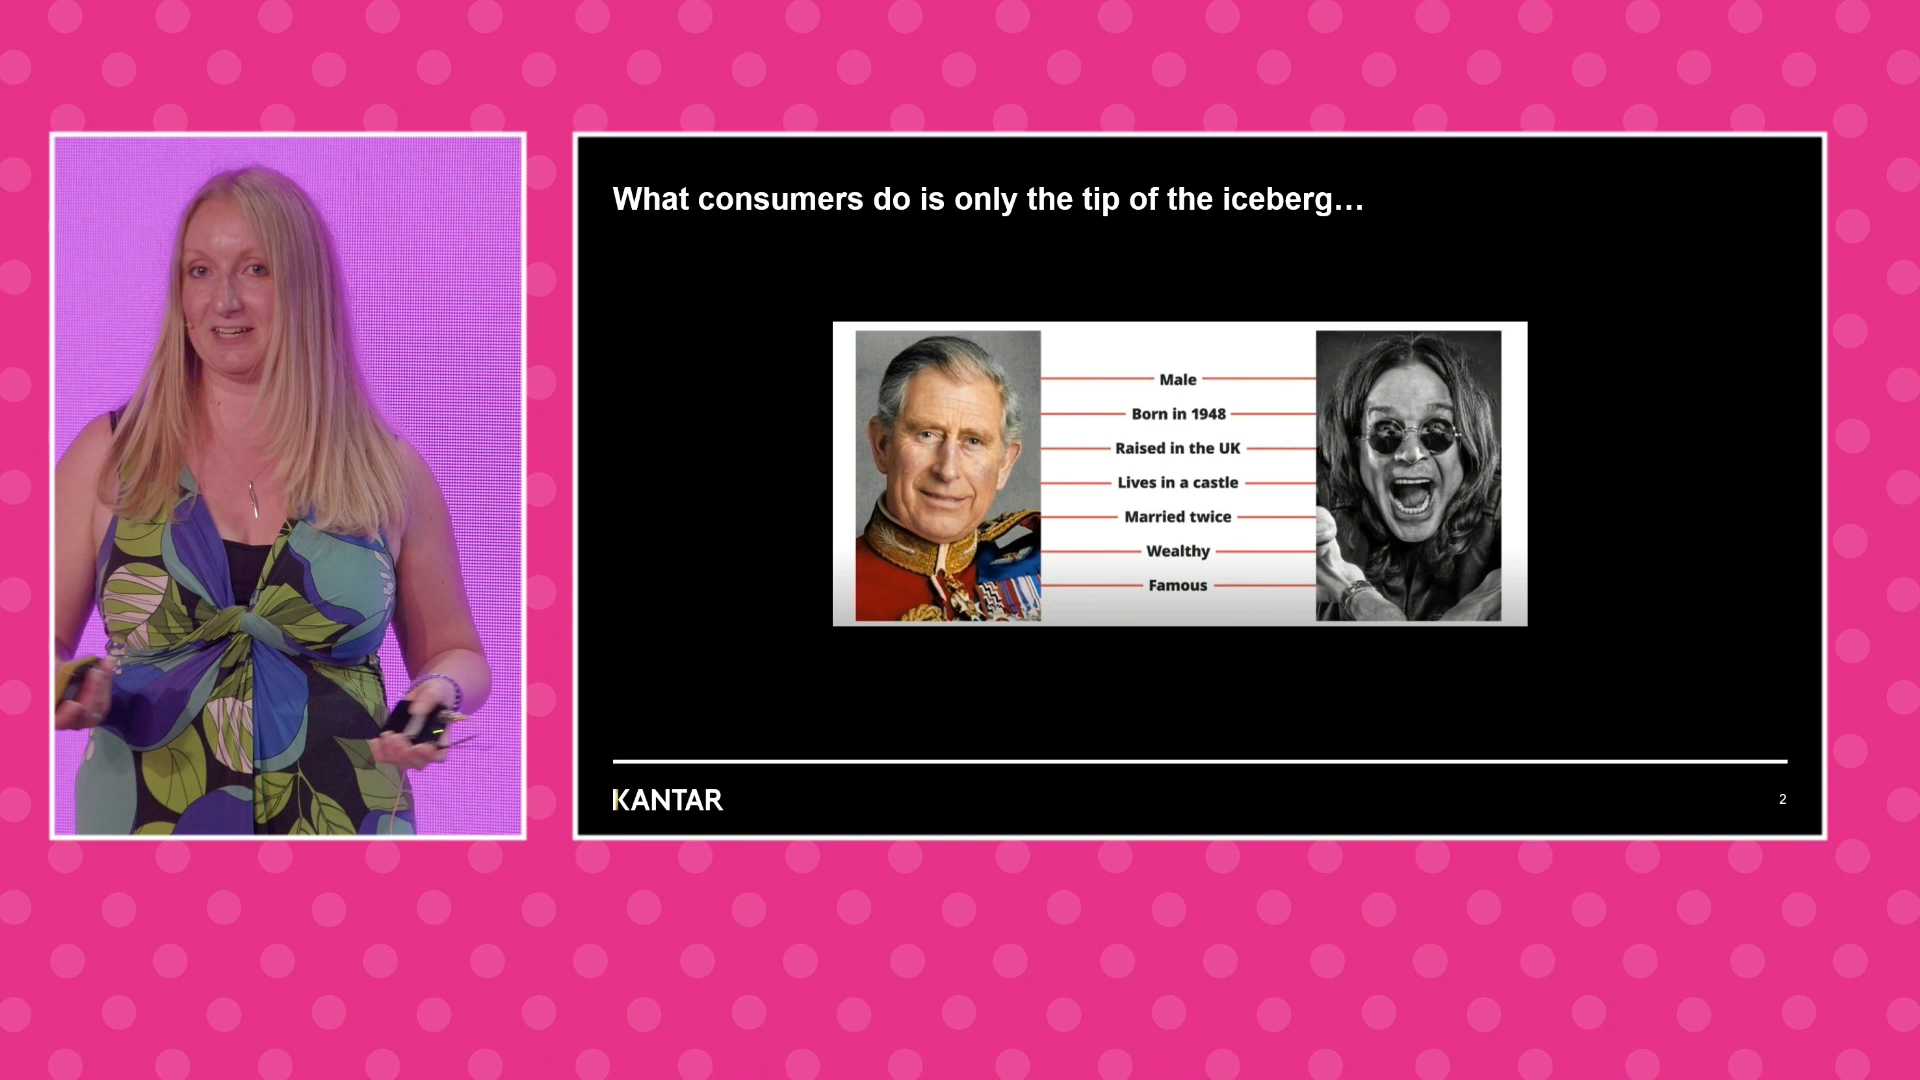 What consumers do is only the tip of the iceberg…
Male
Born in 1948
Raised in the UK
Lives in a castle
Married twice
Wealthy
Famous
KANTAR
2